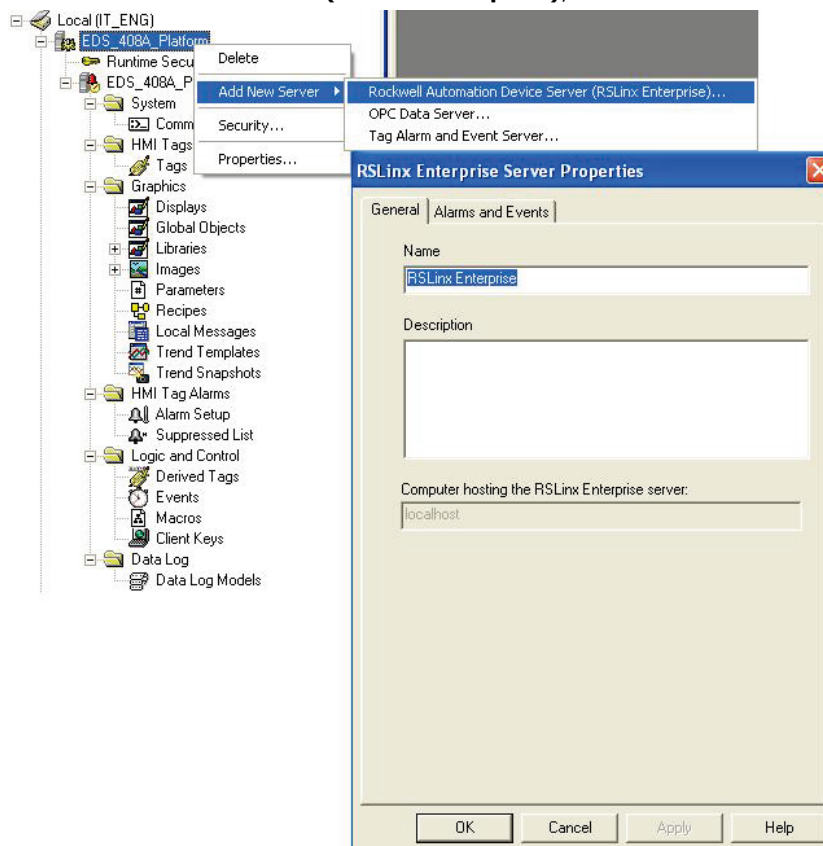 Local (IT_ENG)
EDS_408A_Platform
Runtime Secu
EDS_408A_P
System
Comm
HMI Tags
Tags
Graphics
Displays
Global Objects
Libraries
Images
Parameters
Recipes
Local Messages
Trend Templates
Trend Snapshots
HMI Tag Alarms
Alarm Setup
Suppressed List
Logic and Control
Derived Tags
Events
Macros
Client Keys
Data Log
Data Log Models
Delete
Add New Server
Security...
Properties...
Rockwell Automation Device Server (RSLinx Enterprise)...
OPC Data Server...
Tag Alarm and Event Server...
RSLinx Enterprise Server Properties
General
Alarms and Events
Name
RSLinx Enterprise
Description
Computer hosting the RSLinx Enterprise server:
localhost
OK
Cancel
Apply
Help